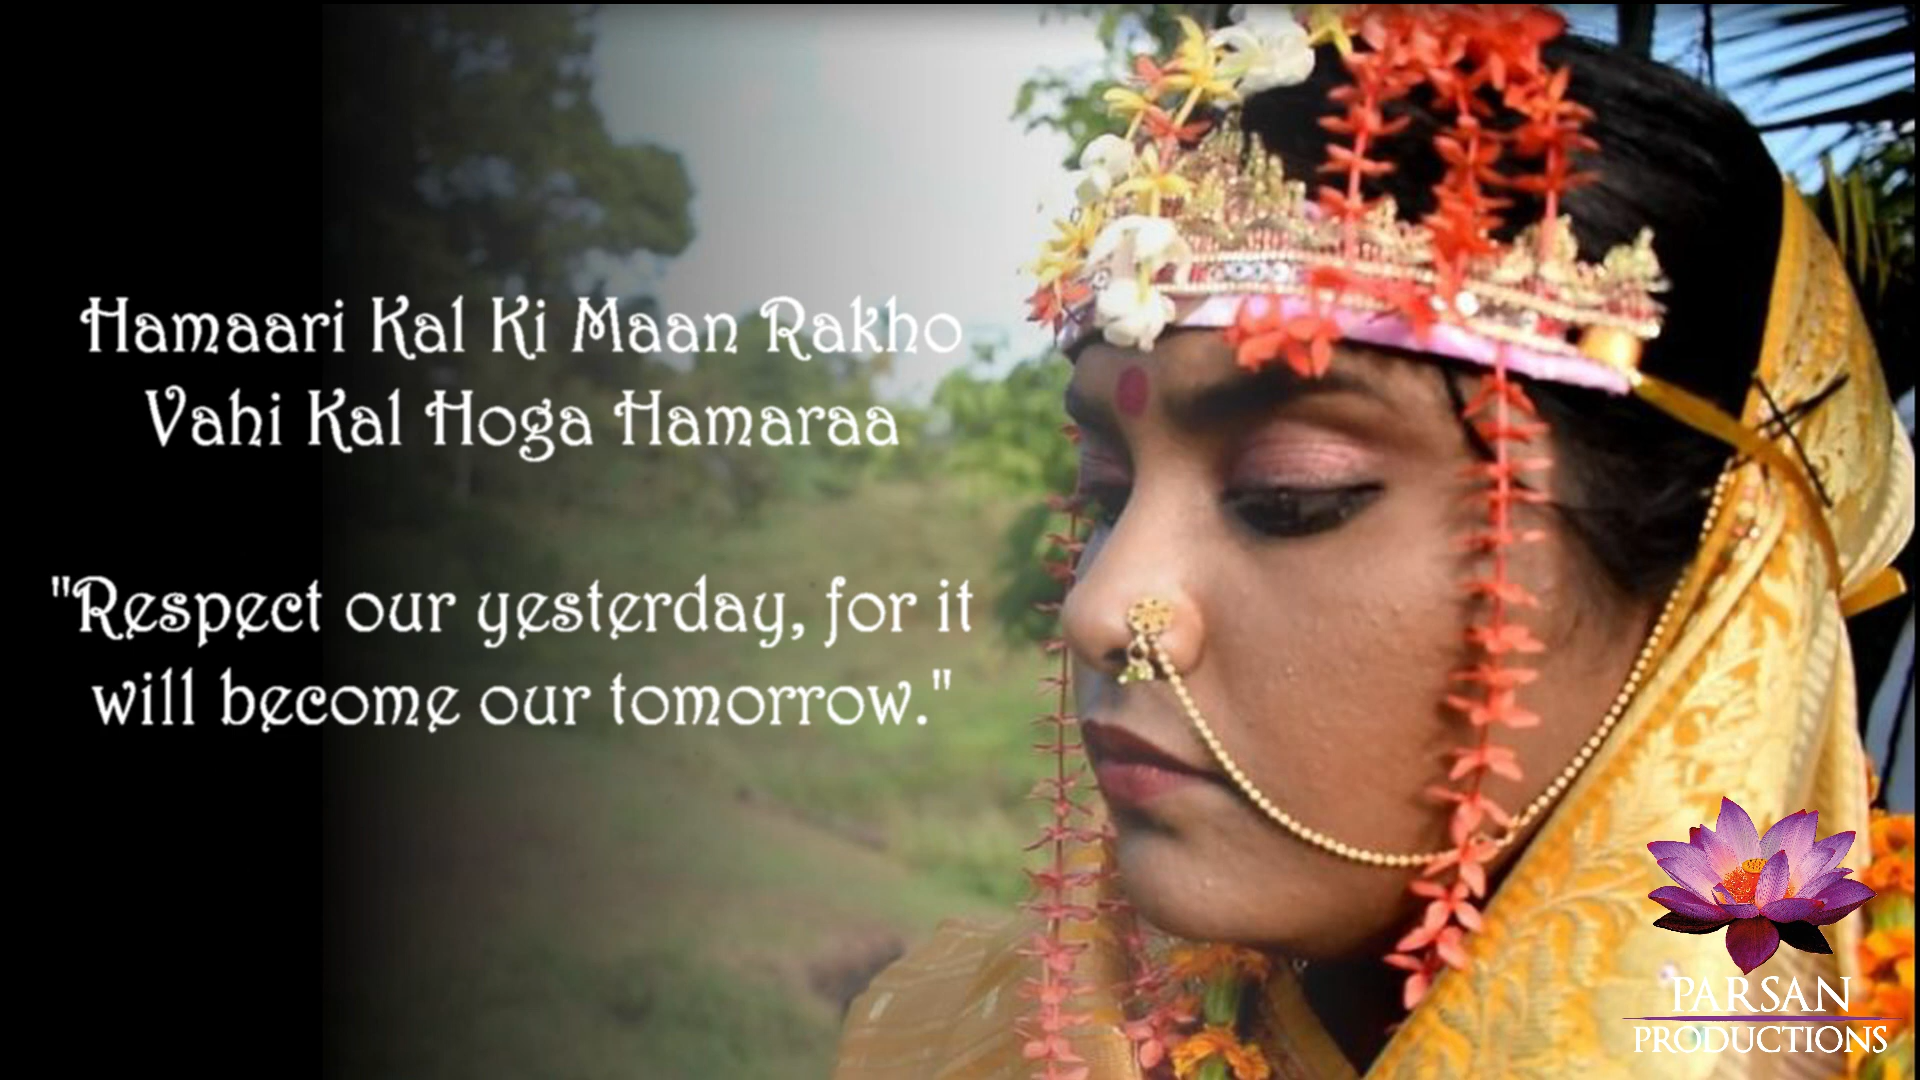 Hamaari Kal Ki Maan Rakho
Vahi Kal Hoga Hamaraa
"Respect our yesterday, for it
will become our tomorrow."
PARSAN
PRODUCTIONS